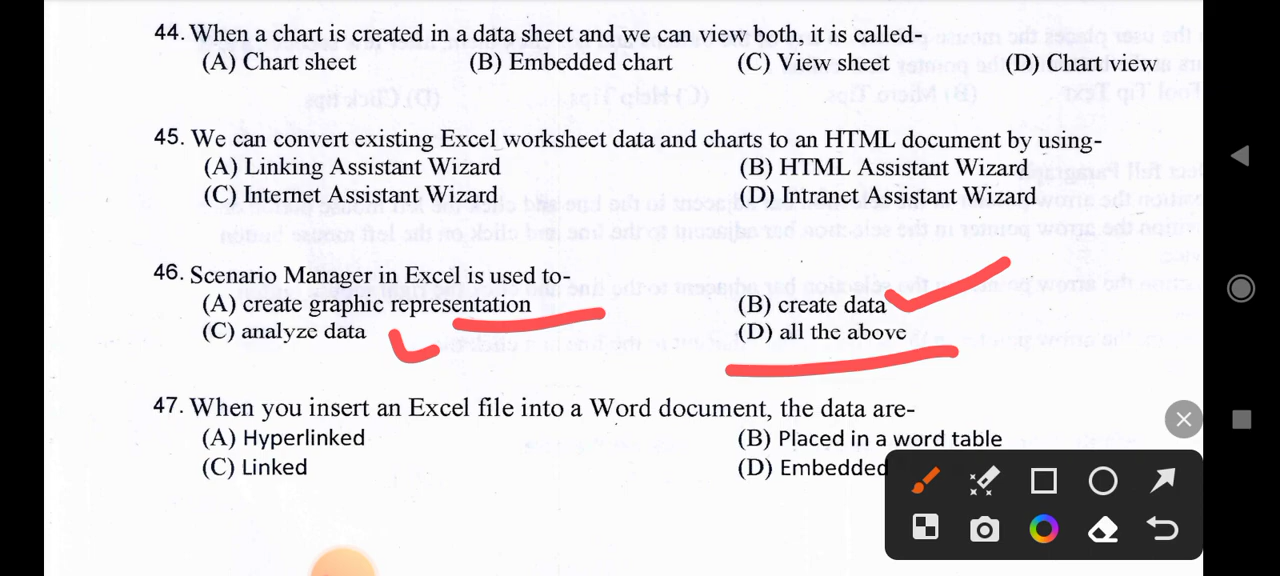 44. When a chart is created in a data sheet and we can view both, it is called-
(A) Chart sheet (B) Embedded chart (C) View sheet (D) Chart view
45. We can convert existing Excel worksheet data and charts to an HTML document by using-
(A) Linking Assistant Wizard (B) HTML Assistant Wizard
(C) Internet Assistant Wizard (D) Intranet Assistant Wizard
46. Scenario Manager in Excel is used to-
(A) create graphic representation (B) create data
(C) analyze data (D) all the above
47. When you insert an Excel file into a Word document, the data are-
(A) Hyperlinked (B) Placed in a word table
(C) Linked (D) Embedded